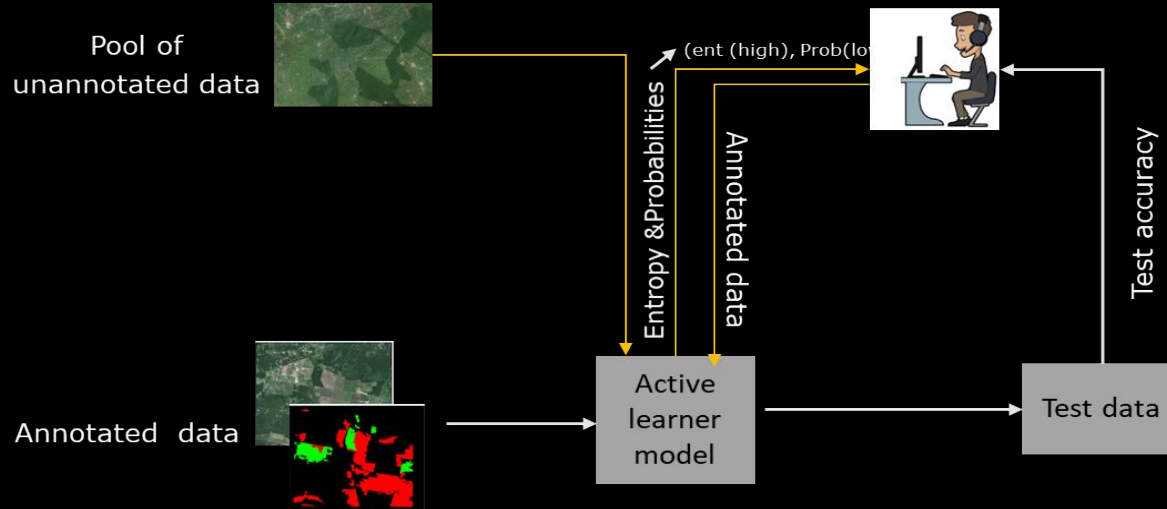 Pool of
unannotated data
(ent (high), Prob(lo
Entropy &Probabilities
Annotated data
Test accuracy
Annotated data
Active
learner
model
Test data